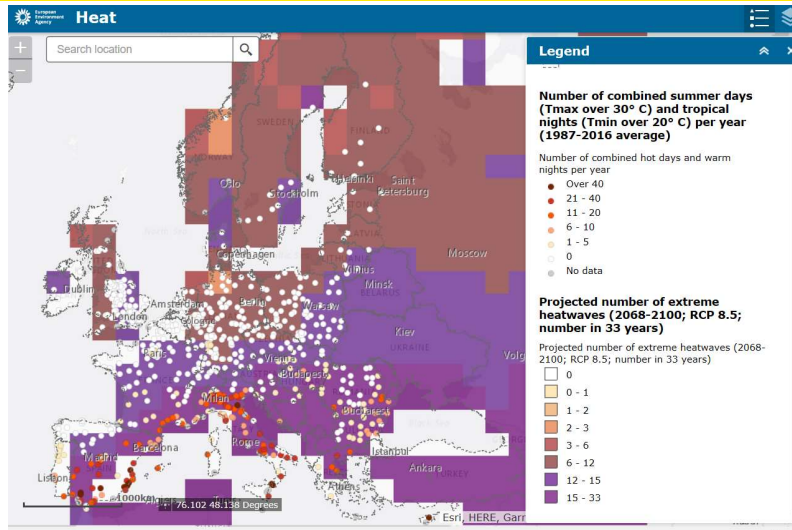 European
Environment
Agency
Heat
Search location
Legend
Number of combined summer days
(Tmax over 30° C) and tropical
nights (Tmin over 20° C) per year
(1987-2016 average)
Number of combined hot days and warm
nights per year
Over 40
21 - 40
11 - 20
6 - 10
1 - 5
0
No data
Projected number of extreme
heatwaves (2068-2100; RCP 8.5;
number in 33 years)
Projected number of extreme heatwaves (2068-
2100; RCP 8.5; number in 33 years)
0
0 - 1
1 - 2
2 - 3
3 - 6
6 - 12
12 - 15
15 - 33
SWEDEN
FINLAND
NORWAY
Oslo
Helsinki
Saint
Petersburg
Stockholm
LATVIA
Copenhagen
Moscow
Vilnius
Dublin
Minsk
BELARUS
Amsterdam
Berlin
Warsaw
London
Cologne
Kiev
UKRAINE
Paris
Vienna
Volg
Budapest
Milan
Bucharest
Rome
Barcelona
Istanbul
Madrid
SPAIN
Ankara
TURKEY
Lisbon
Athens
1000km
76.102 48.138 Degrees
Esri, HERE, Garr